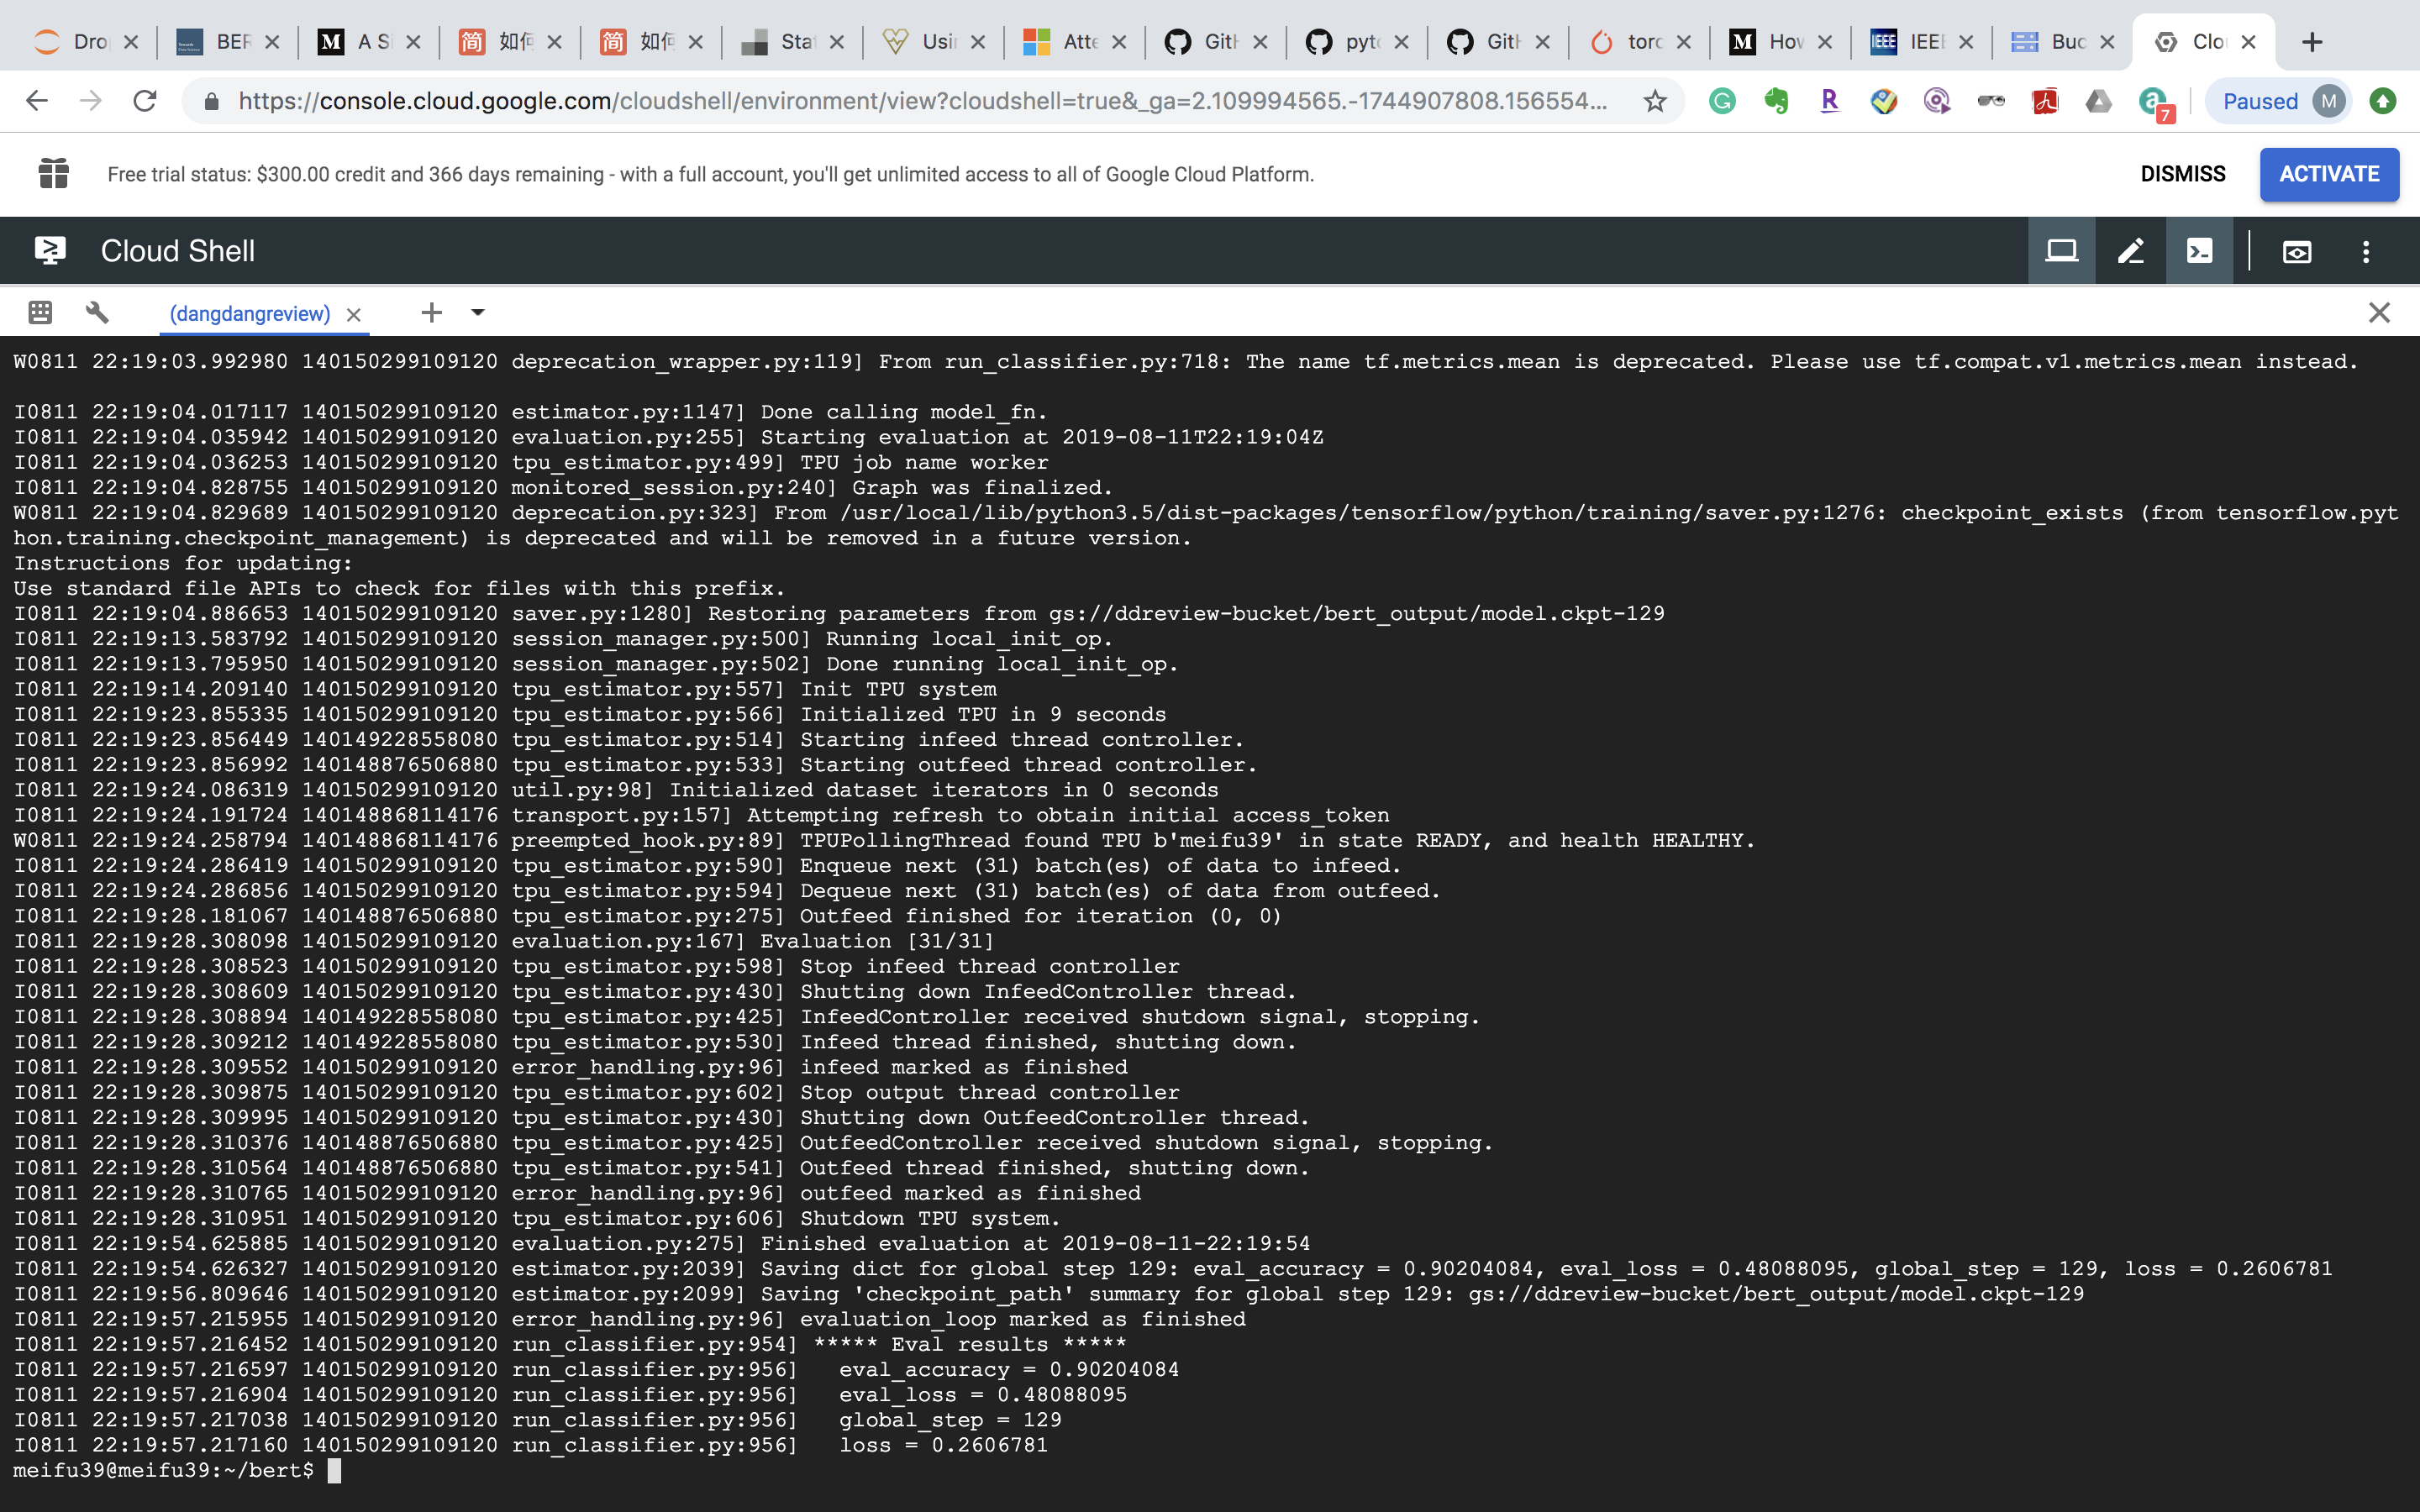 Dro
BER
M
A Si
简
如何
简
如何
Sta
Usi
Atte
Git
pyt
Git
torc
M
How
IEEE
IEEE
Buc
Clo
https://console.cloud.google.com/cloudshell/environment/view?cloudshell=true&_ga=2.109994565.-1744907808.156554...
R
a
7
Paused
M
Free trial status: $300.00 credit and 366 days remaining - with a full account, you'll get unlimited access to all of Google Cloud Platform.
DISMISS
ACTIVATE
Cloud Shell
(dangdangreview)
W0811 22:19:03.992980 140150299109120 deprecation_wrapper.py:119] From run_classifier.py:718: The name tf.metrics.mean is deprecated. Please use tf.compat.v1.metrics.mean instead.
I0811 22:19:04.017117 140150299109120 estimator.py:1147] Done calling model_fn.
I0811 22:19:04.035942 140150299109120 evaluation.py:255] Starting evaluation at 2019-08-11T22:19:04Z
I0811 22:19:04.036253 140150299109120 tpu_estimator.py:499] TPU job name worker
I0811 22:19:04.828755 140150299109120 monitored_session.py:240] Graph was finalized.
W0811 22:19:04.829689 140150299109120 deprecation.py:323] From /usr/local/lib/python3.5/dist-packages/tensorflow/python/training/saver.py:1276: checkpoint_exists (from tensorflow.pyt
hon.training.checkpoint_management) is deprecated and will be removed in a future version.
Instructions for updating:
Use standard file APIs to check for files with this prefix.
I0811 22:19:04.886653 140150299109120 saver.py:1280] Restoring parameters from gs://ddreview-bucket/bert_output/model.ckpt-129
I0811 22:19:13.583792 140150299109120 session_manager.py:500] Running local_init_op.
I0811 22:19:13.795950 140150299109120 session_manager.py:502] Done running local_init_op.
I0811 22:19:14.209140 140150299109120 tpu_estimator.py:557] Init TPU system
I0811 22:19:23.855335 140150299109120 tpu_estimator.py:566] Initialized TPU in 9 seconds
I0811 22:19:23.856449 140149228558080 tpu_estimator.py:514] Starting infeed thread controller.
I0811 22:19:23.856992 140148876506880 tpu_estimator.py:533] Starting outfeed thread controller.
I0811 22:19:24.086319 140150299109120 util.py:98] Initialized dataset iterators in 0 seconds
I0811 22:19:24.191724 140148868114176 transport.py:157] Attempting refresh to obtain initial access_token
W0811 22:19:24.258794 140148868114176 preempted_hook.py:89] TPUPollingThread found TPU b'meifu39' in state READY, and health HEALTHY.
I0811 22:19:24.286419 140150299109120 tpu_estimator.py:590] Enqueue next (31) batch(es) of data to infeed.
I0811 22:19:24.286856 140150299109120 tpu_estimator.py:594] Dequeue next (31) batch(es) of data from outfeed.
I0811 22:19:28.181067 140148876506880 tpu_estimator.py:275] Outfeed finished for iteration (0, 0)
I0811 22:19:28.308098 140150299109120 evaluation.py:167] Evaluation [31/31]
I0811 22:19:28.308523 140150299109120 tpu_estimator.py:598] Stop infeed thread controller
I0811 22:19:28.308609 140150299109120 tpu_estimator.py:430] Shutting down InfeedController thread.
I0811 22:19:28.308894 140149228558080 tpu_estimator.py:425] InfeedController received shutdown signal, stopping.
I0811 22:19:28.309212 140149228558080 tpu_estimator.py:530] Infeed thread finished, shutting down.
I0811 22:19:28.309552 140150299109120 error_handling.py:96] infeed marked as finished
I0811 22:19:28.309875 140150299109120 tpu_estimator.py:602] Stop output thread controller
I0811 22:19:28.309995 140150299109120 tpu_estimator.py:430] Shutting down OutfeedController thread.
I0811 22:19:28.310376 140148876506880 tpu_estimator.py:425] OutfeedController received shutdown signal, stopping.
I0811 22:19:28.310564 140148876506880 tpu_estimator.py:541] Outfeed thread finished, shutting down.
I0811 22:19:28.310765 140150299109120 error_handling.py:96] outfeed marked as finished
I0811 22:19:28.310951 140150299109120 tpu_estimator.py:606] Shutdown TPU system.
I0811 22:19:54.625885 140150299109120 evaluation.py:275] Finished evaluation at 2019-08-11-22:19:54
I0811 22:19:54.626327 140150299109120 estimator.py:2039] Saving dict for global step 129: eval_accuracy = 0.90204084, eval_loss = 0.48088095, global_step = 129, loss = 0.2606781
I0811 22:19:56.809646 140150299109120 estimator.py:2099] Saving 'checkpoint_path' summary for global step 129: gs://ddreview-bucket/bert_output/model.ckpt-129
I0811 22:19:57.215955 140150299109120 error_handling.py:96] evaluation_loop marked as finished
I0811 22:19:57.216452 140150299109120 run_classifier.py:954] ***** Eval results *****
I0811 22:19:57.216597 140150299109120 run_classifier.py:956]   eval_accuracy = 0.90204084
I0811 22:19:57.216904 140150299109120 run_classifier.py:956]   eval_loss = 0.48088095
I0811 22:19:57.217038 140150299109120 run_classifier.py:956]   global_step = 129
I0811 22:19:57.217160 140150299109120 run_classifier.py:956]   loss = 0.2606781
meifu39@meifu39:~/bert$